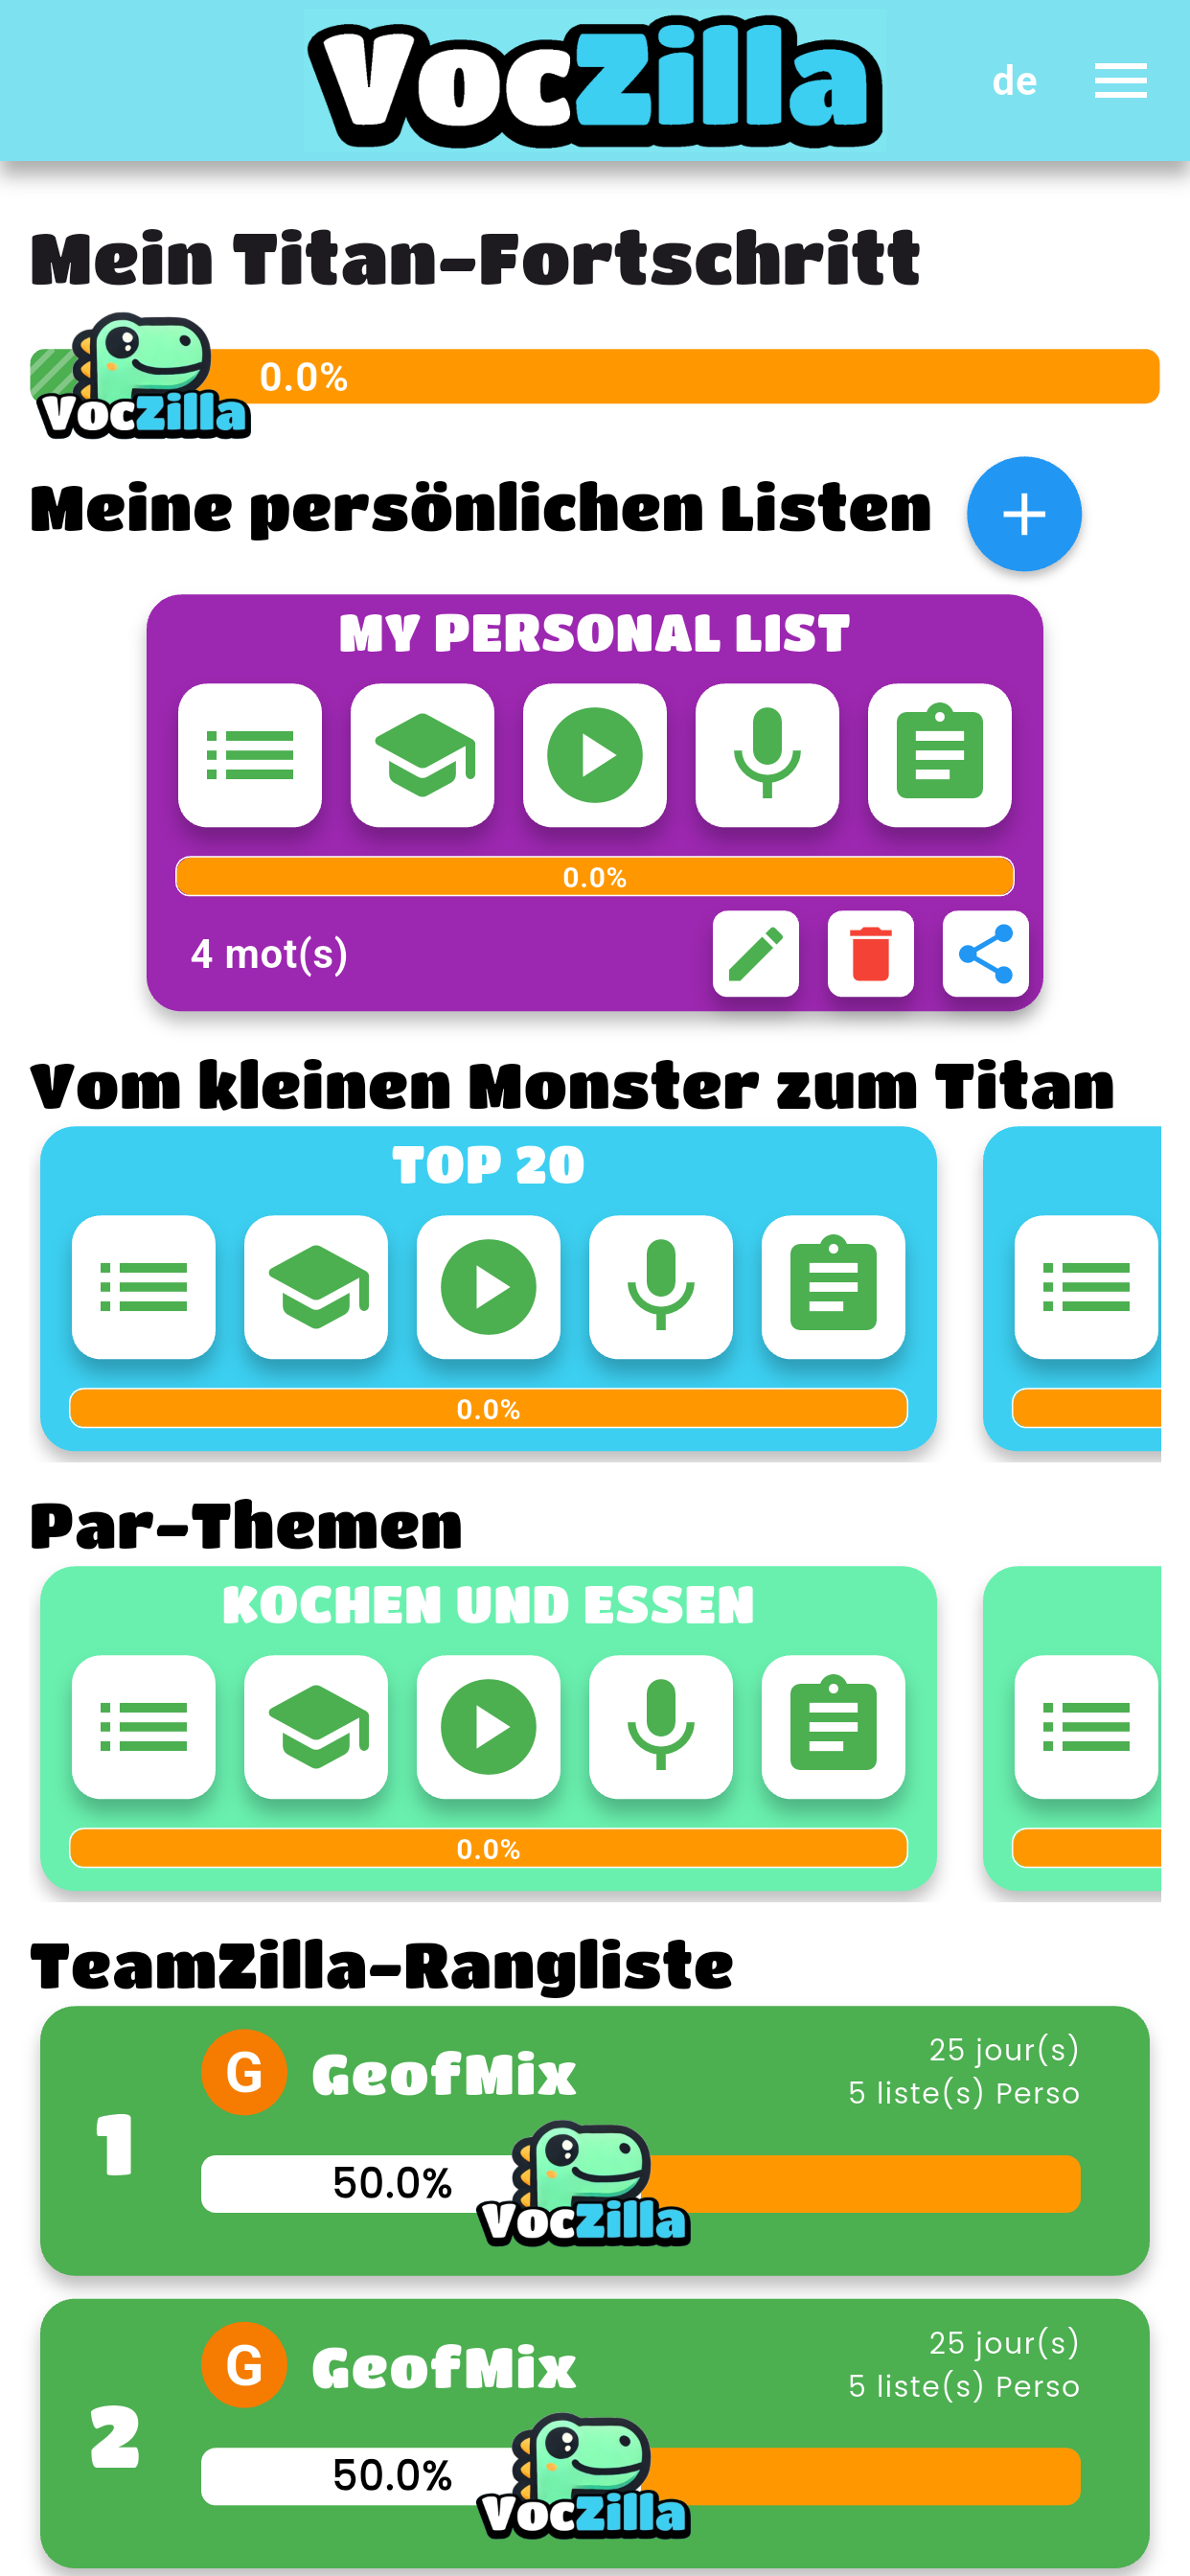 VocZilla
de
Mein Titan-Fortschritt
0.0%
VocZilla
Meine persönlichen Listen
MY PERSONAL LIST
0.0%
4 mot(s)
Vom kleinen Monster zum Titan
TOP 20
0.0%
Par-Themen
KOCHEN UND ESSEN
0.0%
TeamZilla-Rangliste
1
G GeofMix
25 jour(s)
5 liste(s) Perso
50.0%
VocZilla
2
G GeofMix
25 jour(s)
5 liste(s) Perso
50.0%
VocZilla